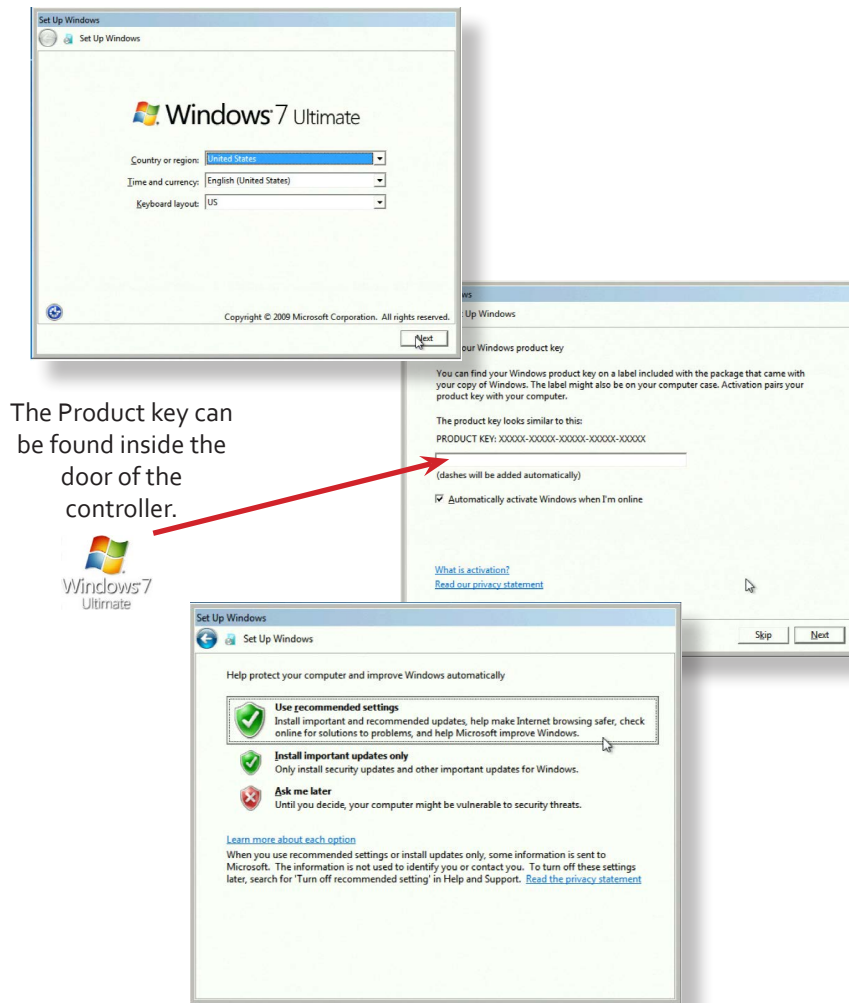 Set Up Windows
Set Up Windows
Windows 7 Ultimate
Country or region: United States
Time and currency: English (United States)
Keyboard layout: US
Copyright © 2009 Microsoft Corporation. All rights reserved.
Next
The Product key can
be found inside the
door of the
controller.
Windows 7
Ultimate
ws
Up Windows
our Windows product key
You can find your Windows product key on a label included with the package that came with
your copy of Windows. The label might also be on your computer case. Activation pairs your
product key with your computer.
The product key looks similar to this:
PRODUCT KEY: XXXXX-XXXXX-XXXXX-XXXXX-XXXXX
(dashes will be added automatically)
Automatically activate Windows when I'm online
What is activation?
Read our privacy statement
Skip Next
Set Up Windows
Set Up Windows
Help protect your computer and improve Windows automatically
Use recommended settings
Install important and recommended updates, help make Internet browsing safer, check
online for solutions to problems, and help Microsoft improve Windows.
Install important updates only
Only install security updates and other important updates for Windows.
Ask me later
Until you decide, your computer might be vulnerable to security threats.
Learn more about each option
When you use recommended settings or install updates only, some information is sent to
Microsoft. The information is not used to identify you or contact you. To turn off these settings
later, search for 'Turn off recommended setting' in Help and Support. Read the privacy statement